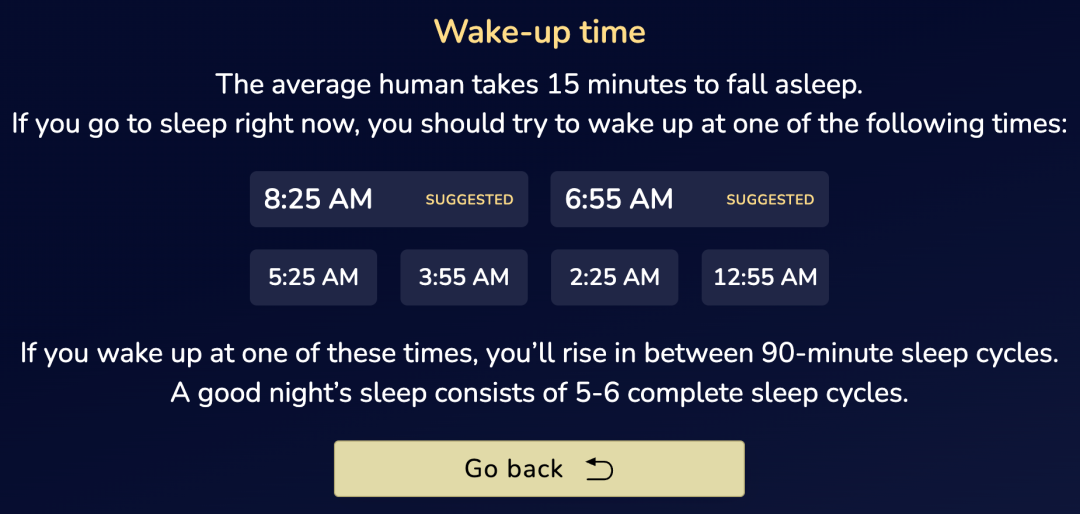 Wake-up time
The average human takes 15 minutes to fall asleep.
If you go to sleep right now, you should try to wake up at one of the following times:
8:25 AM SUGGESTED 6:55 AM SUGGESTED
5:25 AM 3:55 AM 2:25 AM 12:55 AM
If you wake up at one of these times, you’ll rise in between 90-minute sleep cycles.
A good night’s sleep consists of 5-6 complete sleep cycles.
Go back